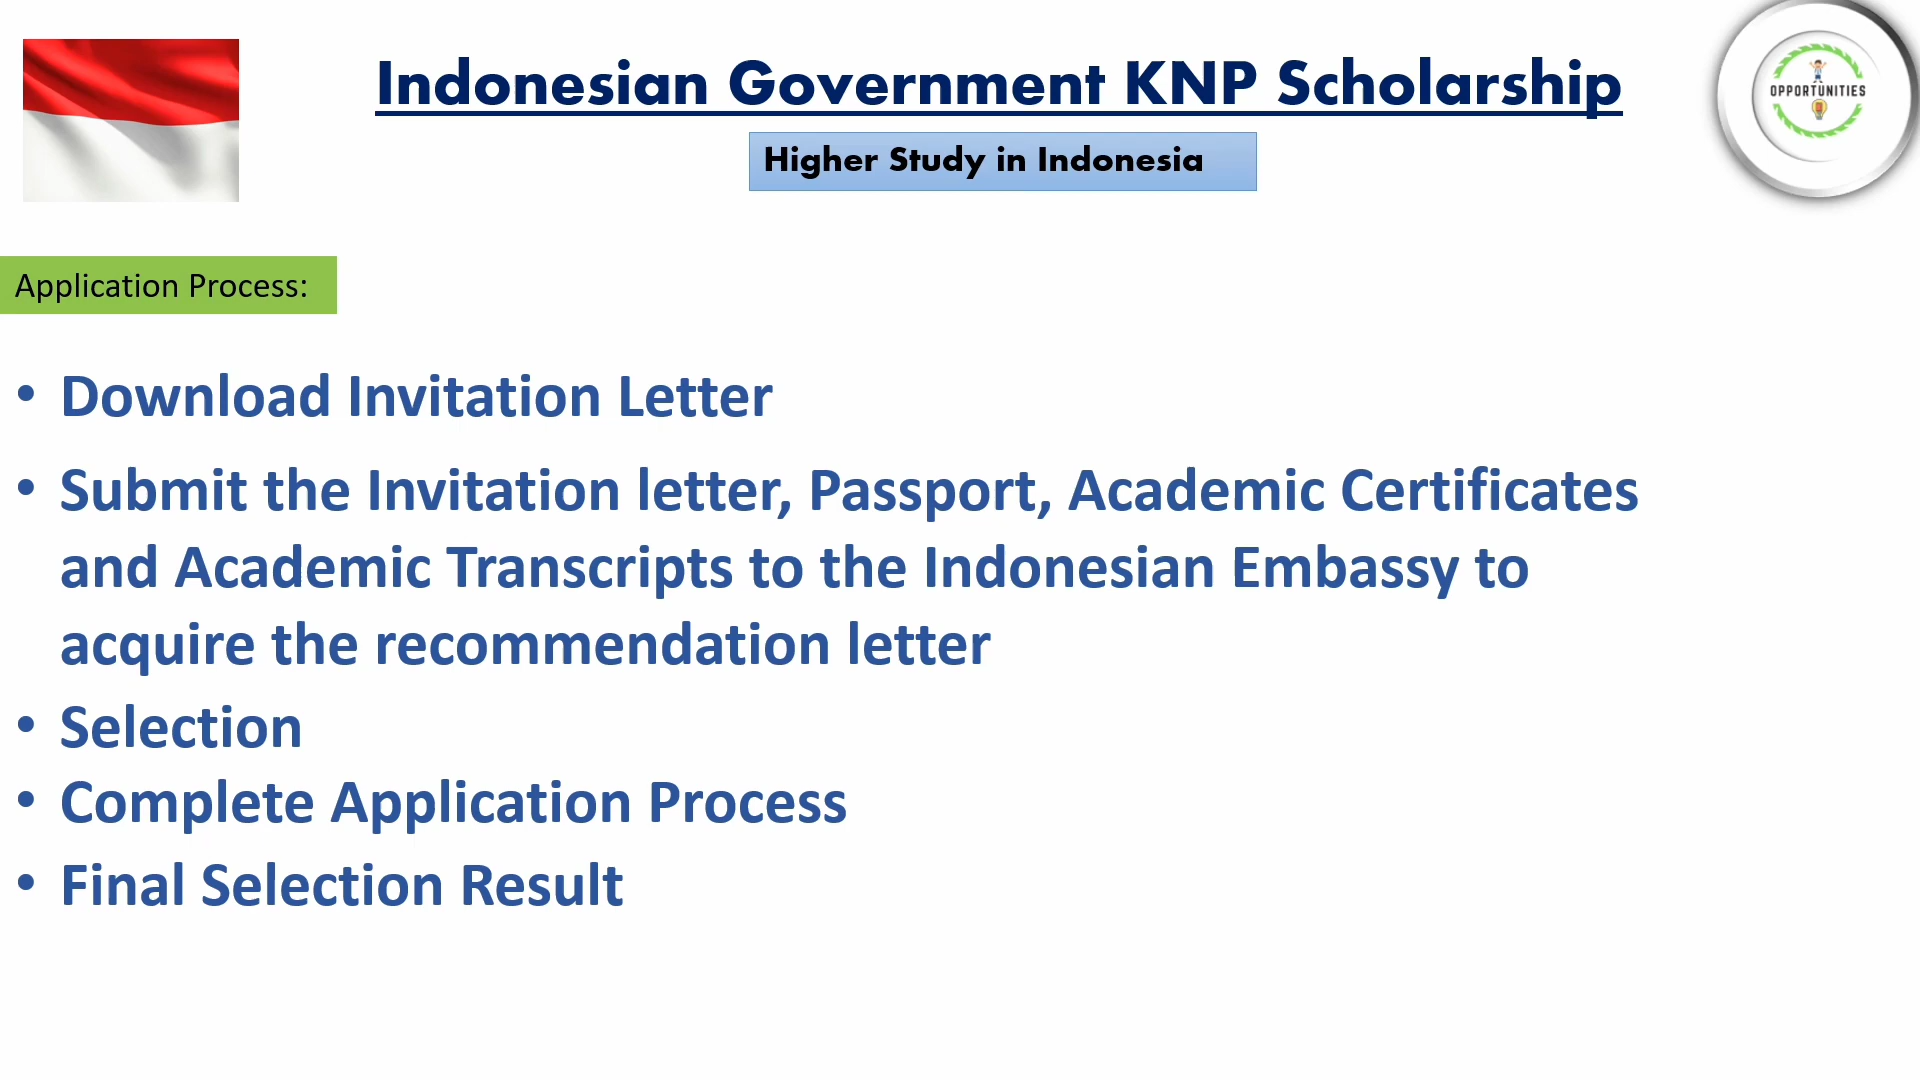 Indonesian Government KNP Scholarship
OPPORTUNITIES
Higher Study in Indonesia
Application Process:
• Download Invitation Letter
• Submit the Invitation letter, Passport, Academic Certificates
and Academic Transcripts to the Indonesian Embassy to
acquire the recommendation letter
• Selection
• Complete Application Process
• Final Selection Result